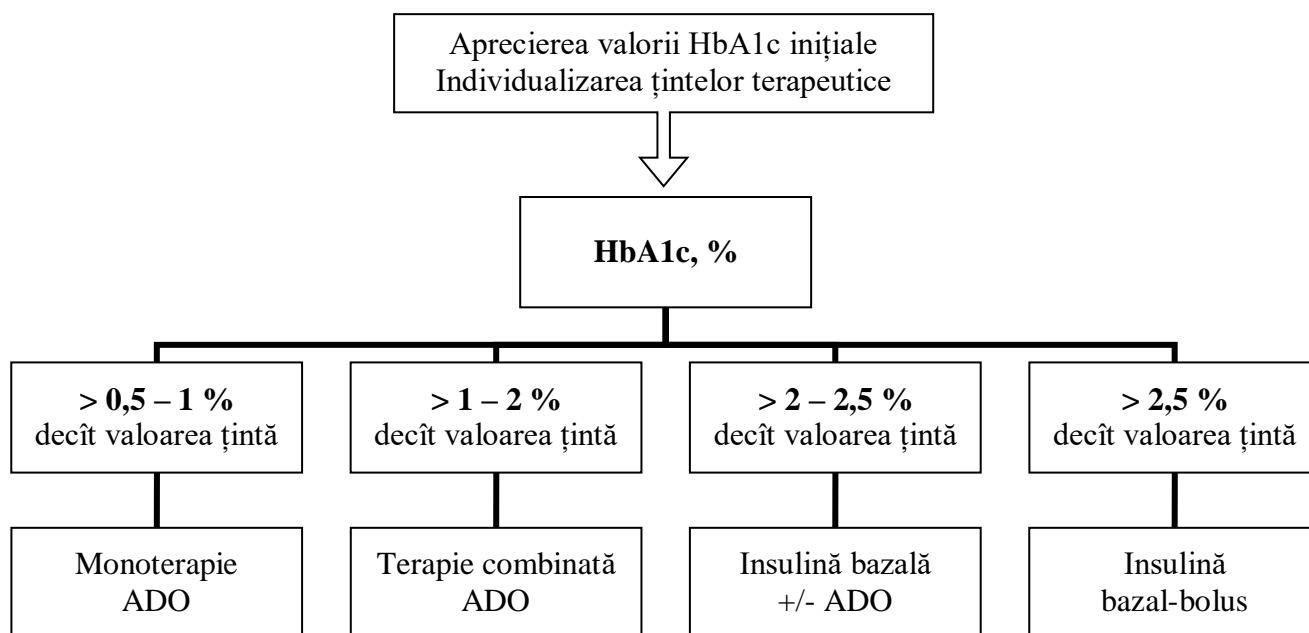 Aprecierea valorii HbA1c inițiale
Individualizarea țintelor terapeutice
HbA1c, %
> 0,5 – 1 %
decît valoarea țintă
> 1 – 2 %
decît valoarea țintă
> 2 – 2,5 %
decît valoarea țintă
> 2,5 %
decît valoarea țintă
Monoterapie
ADO
Terapie combinată
ADO
Insulină bazală
+/- ADO
Insulină
bazal-bolus